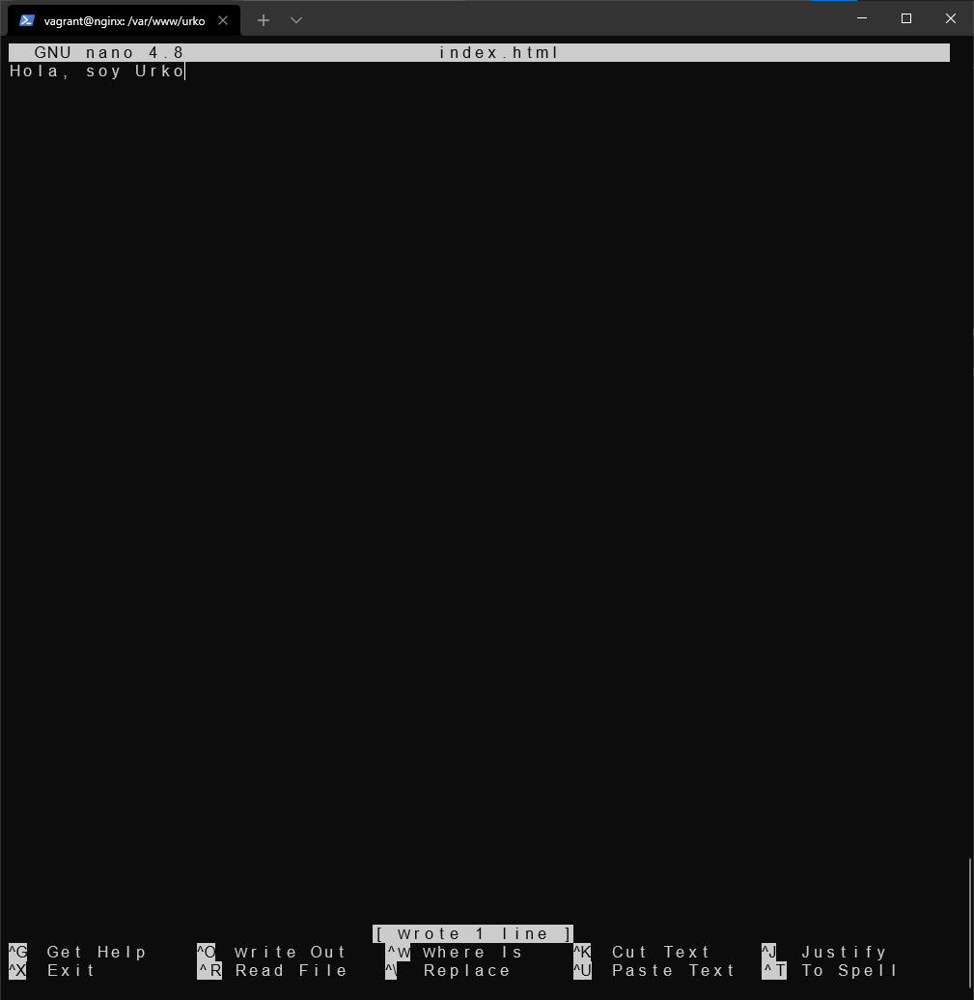 vagrant@nginx: /var/www/urko
GNU nano 4.8 index.html
Hola, soy Urko
[ Wrote 1 line ]
^G Get Help ^O Write Out ^W Where Is ^K Cut Text ^J Justify
^X Exit ^R Read File ^\ Replace ^U Paste Text ^T To Spell